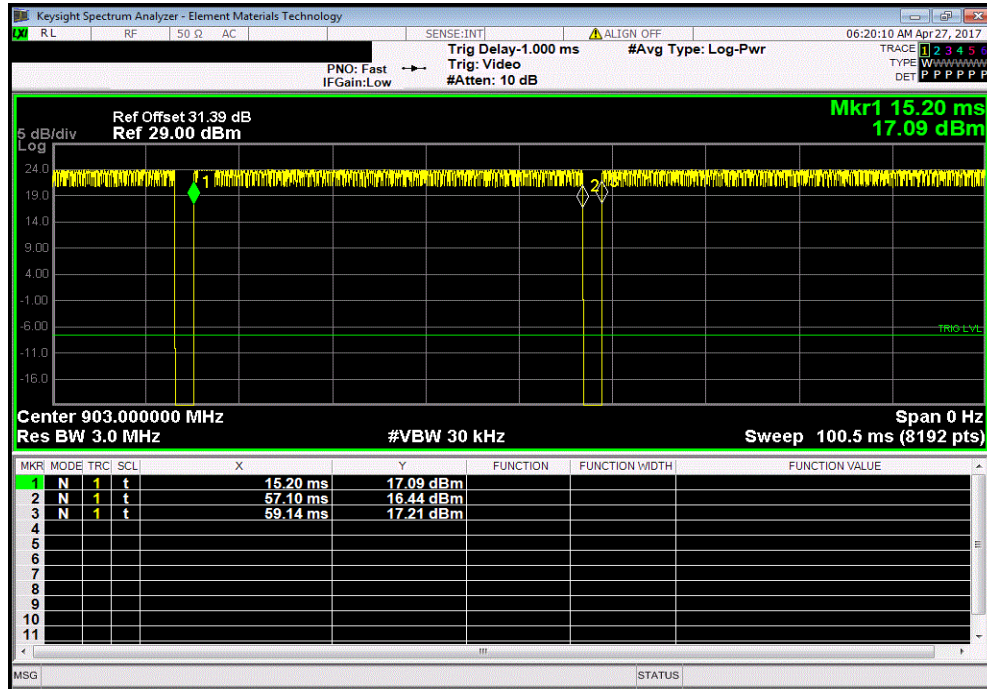 Keysight Spectrum Analyzer - Element Materials Technology
LXI RL RF 50 Ω AC SENSE:INT ALIGN OFF 06:20:10 AM Apr 27, 2017
Trig Delay-1.000 ms #Avg Type: Log-Pwr TRACE 1 2 3 4 5 6
PNO: Fast Trig: Video TYPE WWWWWW
IFGain:Low #Atten: 10 dB DET P P P P P P
Mkr1 15.20 ms
17.09 dBm
Ref Offset 31.39 dB
5 dB/div Ref 29.00 dBm
Log
24.0
1
2
19.0
14.0
9.00
4.00
-1.00
-6.00
TRIG LVL
-11.0
-16.0
Center 903.000000 MHz Span 0 Hz
Res BW 3.0 MHz #VBW 30 kHz Sweep 100.5 ms (8192 pts)
MKR MODE TRC SCL X Y FUNCTION FUNCTION WIDTH FUNCTION VALUE
1 N 1 t 15.20 ms 17.09 dBm
2 N 1 t 57.10 ms 16.44 dBm
3 N 1 t 59.14 ms 17.21 dBm
4
5
6
7
8
9
10
11
MSG STATUS